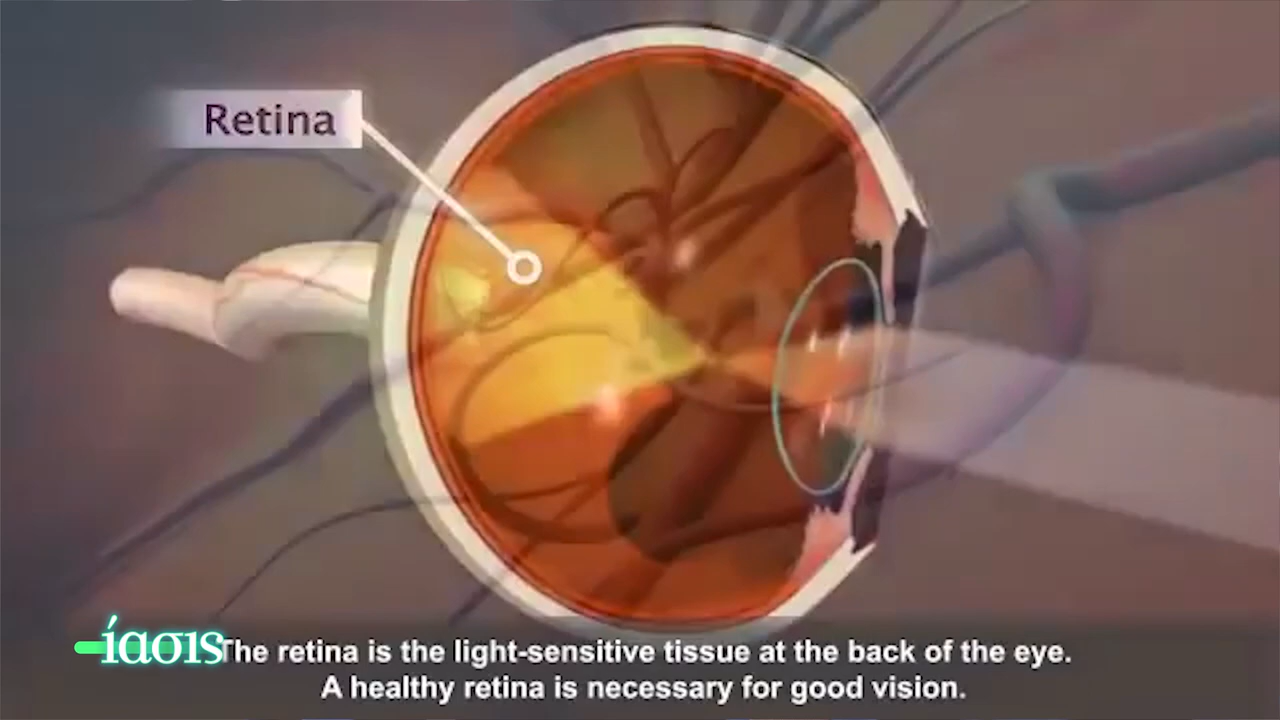 Retina
ίασις
The retina is the light-sensitive tissue at the back of the eye.
A healthy retina is necessary for good vision.